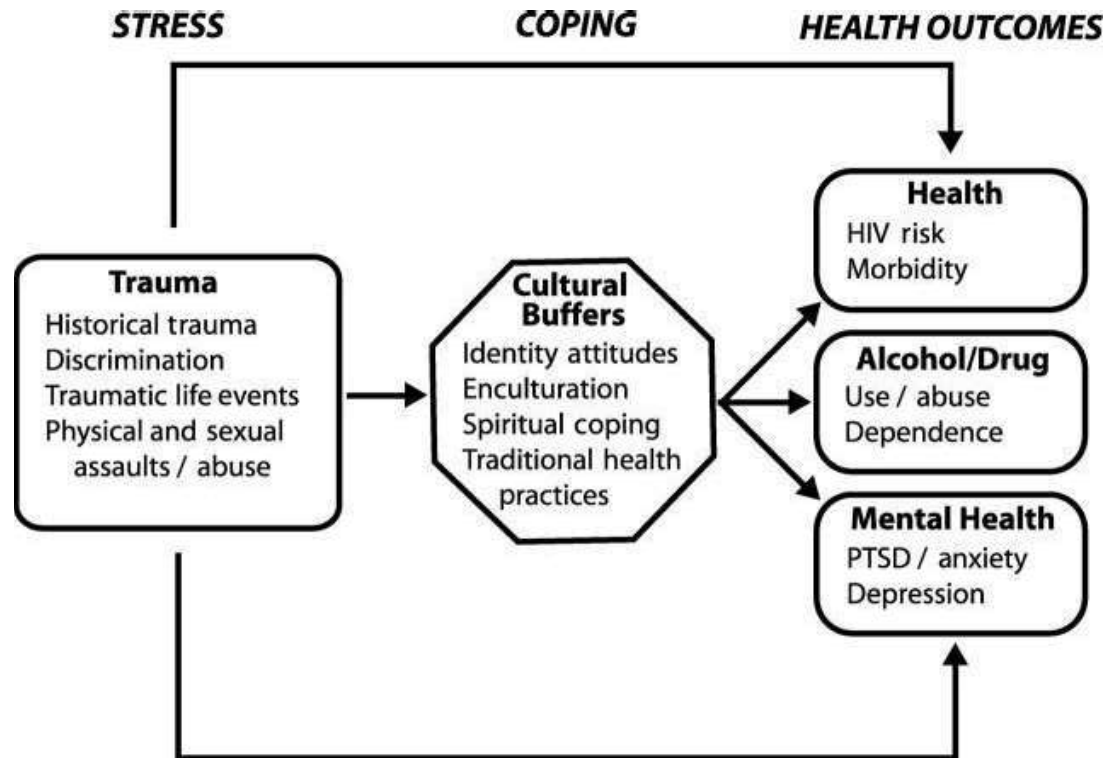 STRESS COPING HEALTH OUTCOMES
Trauma
Historical trauma
Discrimination
Traumatic life events
Physical and sexual
assaults / abuse
Cultural
Buffers
Identity attitudes
Enculturation
Spiritual coping
Traditional health
practices
Health
HIV risk
Morbidity
Alcohol/Drug
Use / abuse
Dependence
Mental Health
PTSD / anxiety
Depression